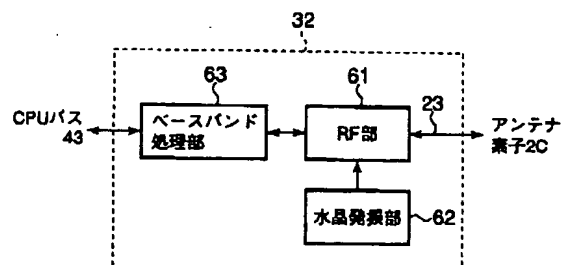 32
63
61
CPUバス
43
ベースバンド
処理部
RF部
23
アンテナ
素子2C
水晶発振部
62